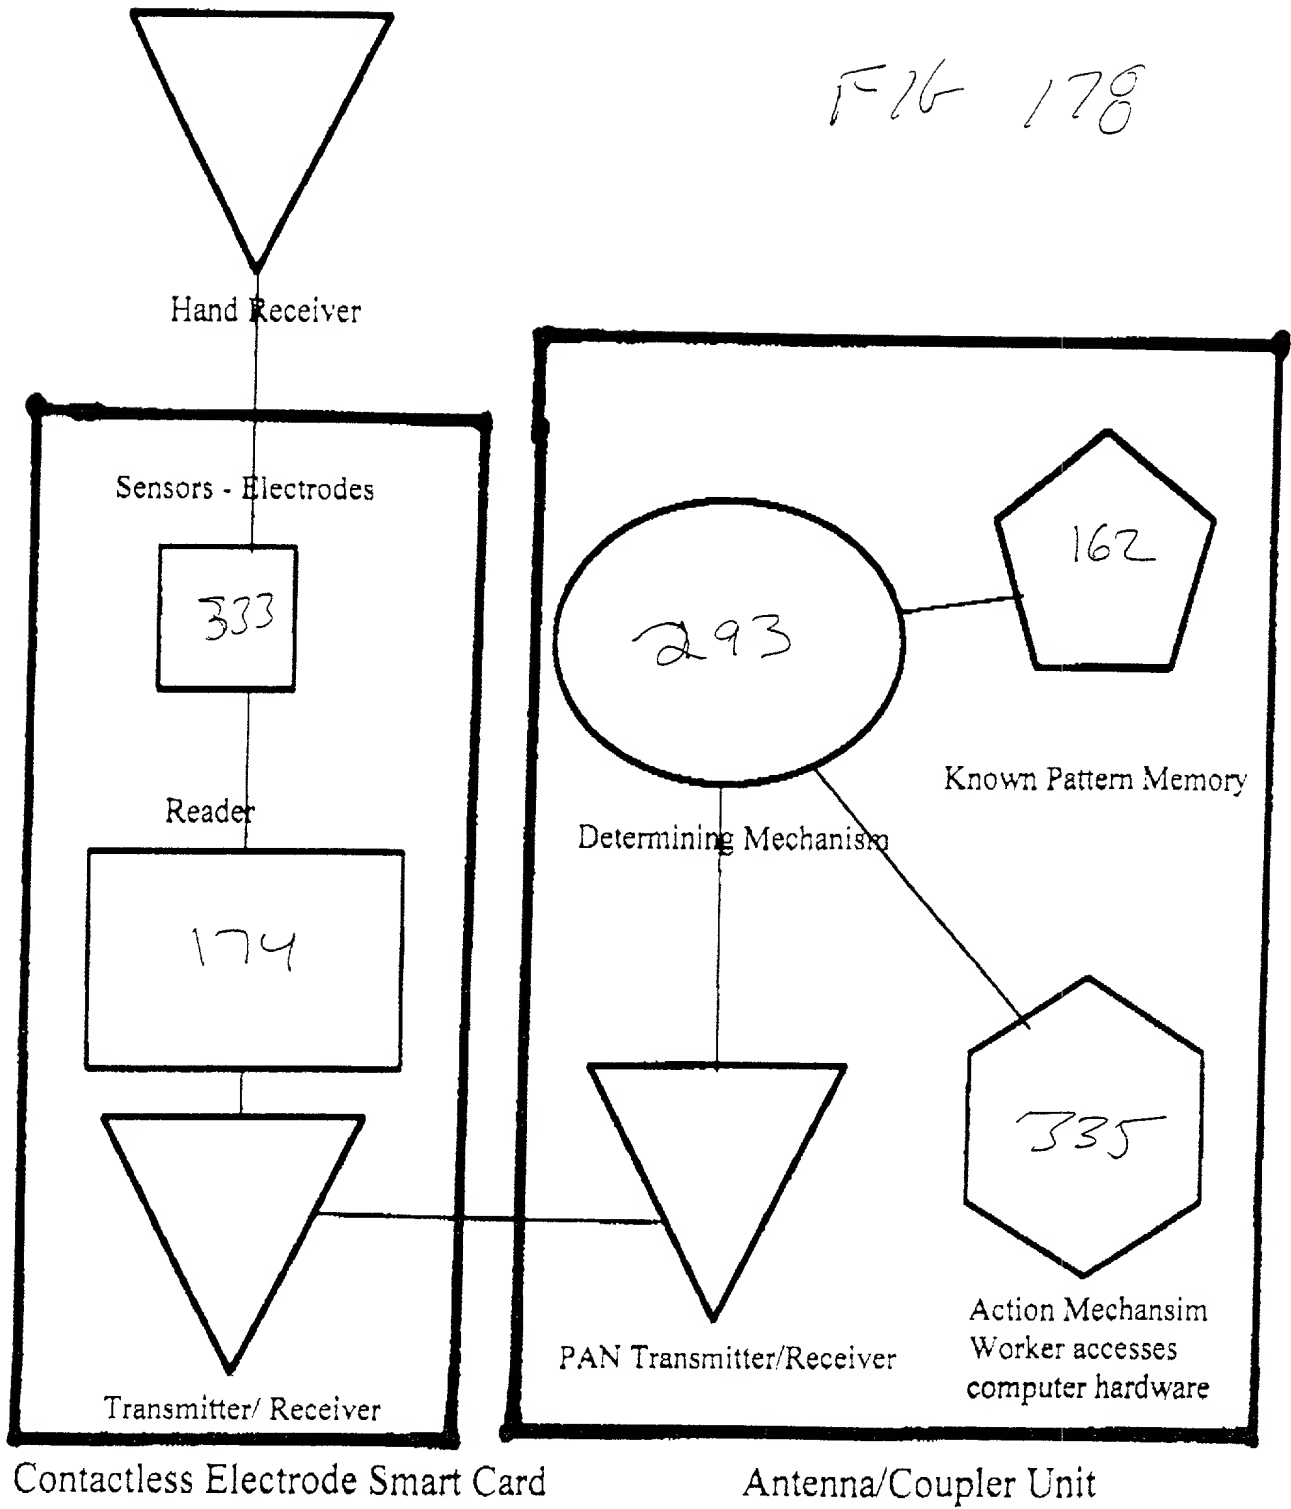 FIG 178
Hand Receiver
Sensors - Electrodes
333
Reader
174
Transmitter/ Receiver
Contactless Electrode Smart Card
293
162
Known Pattern Memory
Determining Mechanism
335
PAN Transmitter/Receiver
Action Mechansim
Worker accesses
computer hardware
Antenna/Coupler Unit